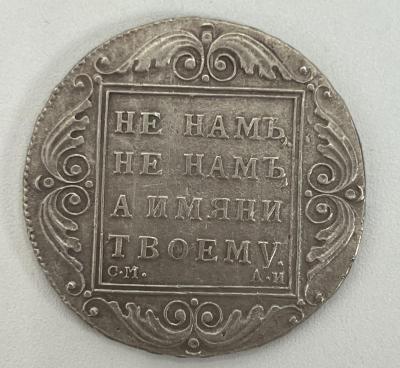 НЕ НАМЪ,
НЕ НАМЪ,
А ИМЯНИ
ТВОЕМУ.
С·М. А·И